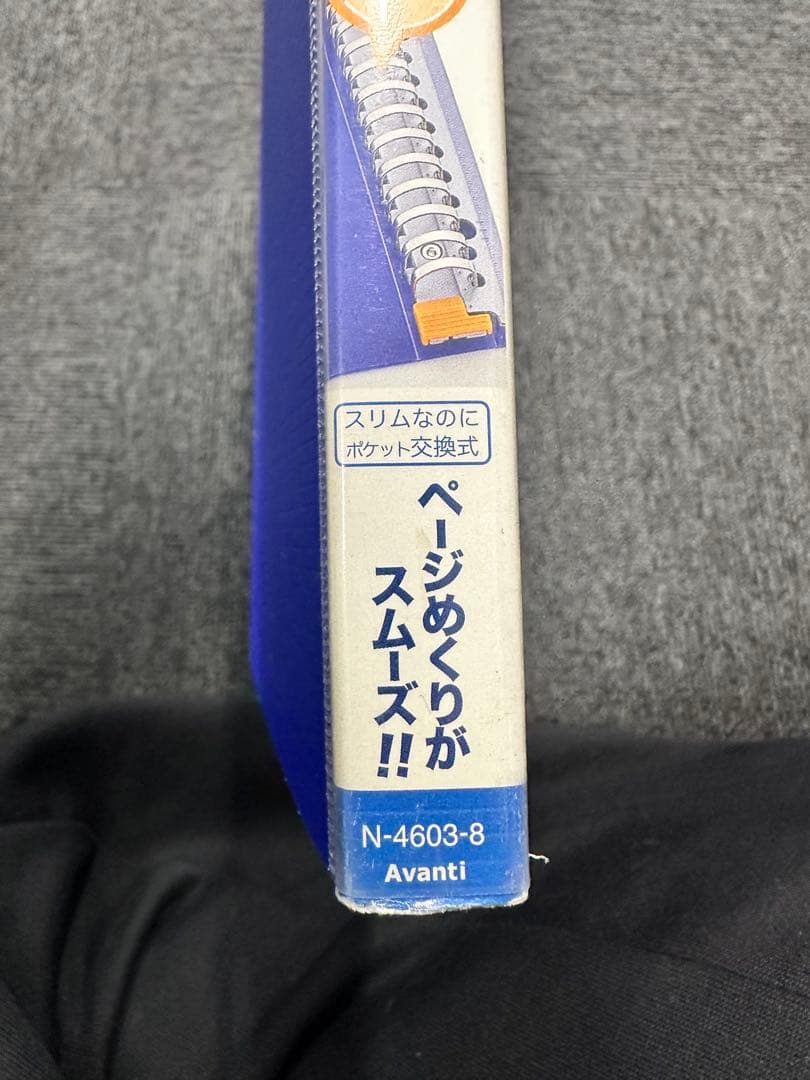 スリムなのに
ポケット交換式
ページめくりが
スムーズ!!
N-4603-8
Avanti